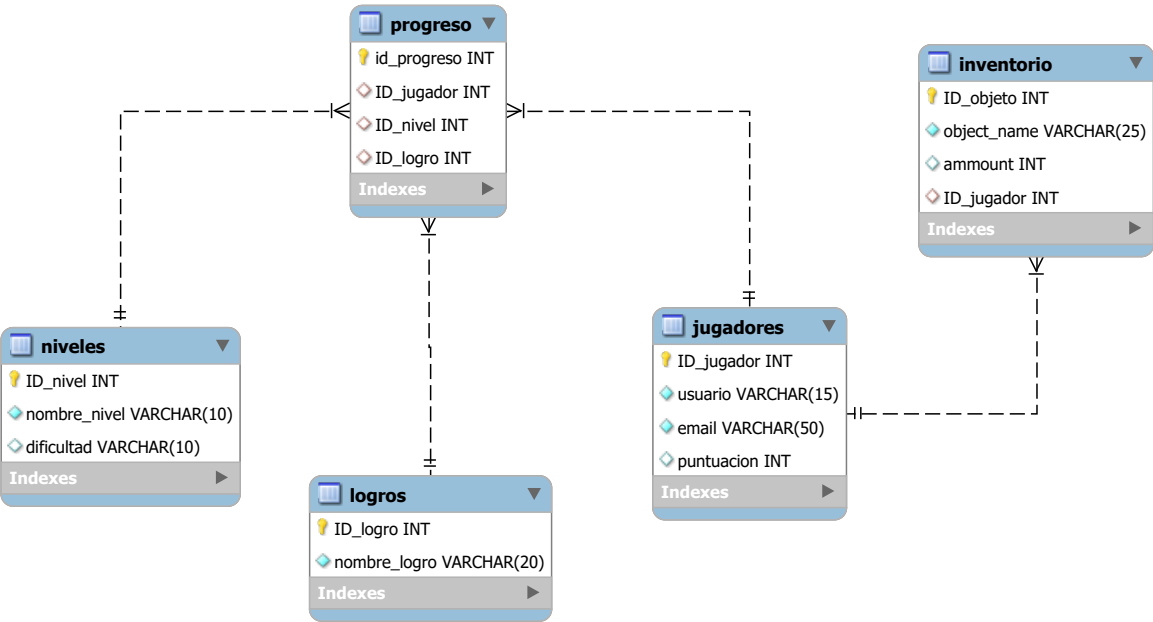 progreso
id_progreso INT
ID_jugador INT
ID_nivel INT
ID_logro INT
Indexes
inventorio
ID_objeto INT
object_name VARCHAR(25)
ammount INT
ID_jugador INT
Indexes
niveles
ID_nivel INT
nombre_nivel VARCHAR(10)
dificultad VARCHAR(10)
Indexes
jugadores
ID_jugador INT
usuario VARCHAR(15)
email VARCHAR(50)
puntuacion INT
Indexes
logros
ID_logro INT
nombre_logro VARCHAR(20)
Indexes